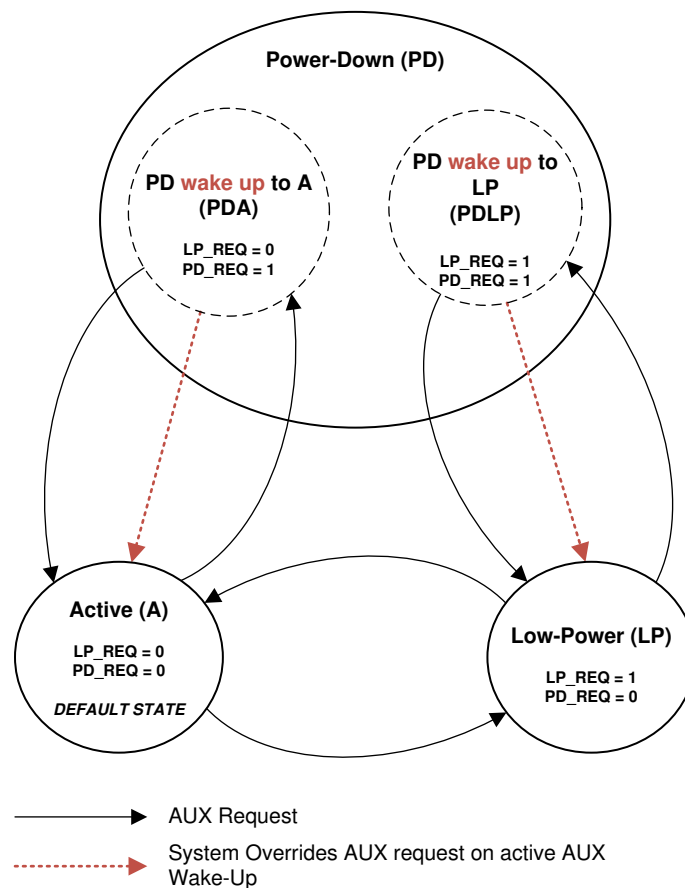 Power-Down (PD)
PD wake up to A
(PDA)
LP_REQ = 0
PD_REQ = 1
PD wake up to
LP
(PDLP)
LP_REQ = 1
PD_REQ = 1
Active (A)
LP_REQ = 0
PD_REQ = 0
DEFAULT STATE
Low-Power (LP)
LP_REQ = 1
PD_REQ = 0
AUX Request
System Overrides AUX request on active AUX
Wake-Up